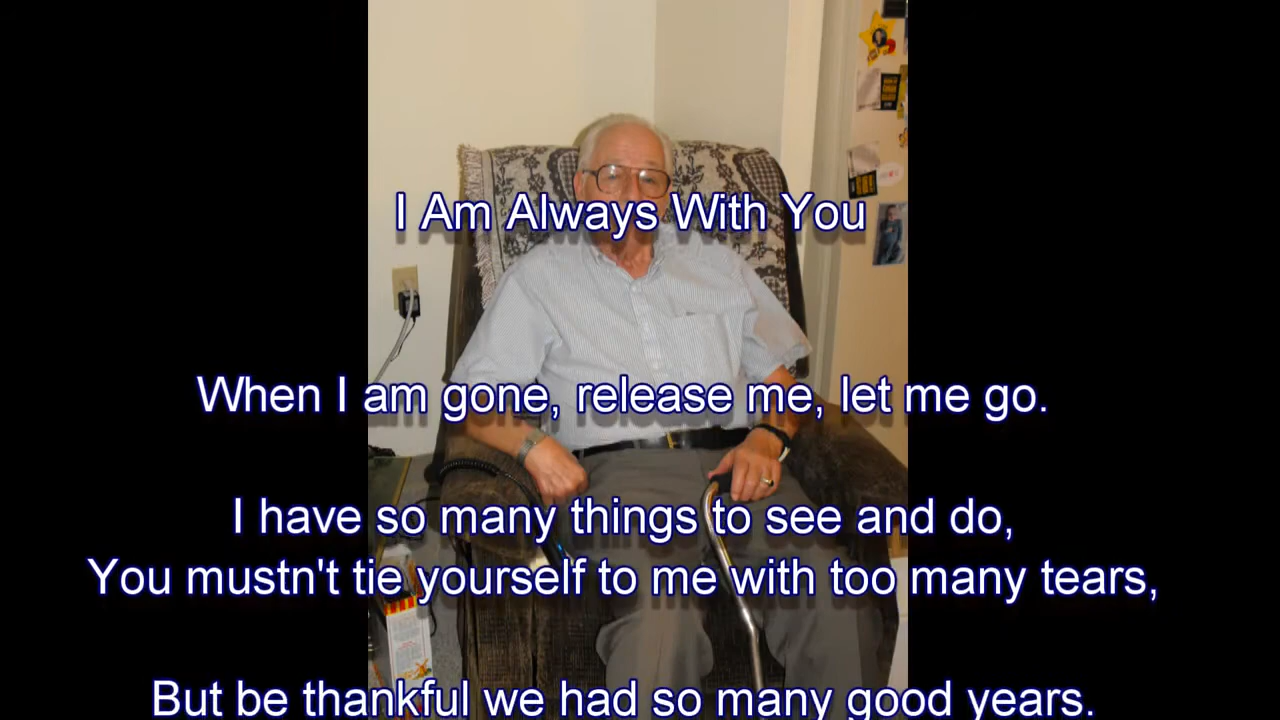 I Am Always With You
When I am gone, release me, let me go.
I have so many things to see and do,
You mustn't tie yourself to me with too many tears,
But be thankful we had so many good years.